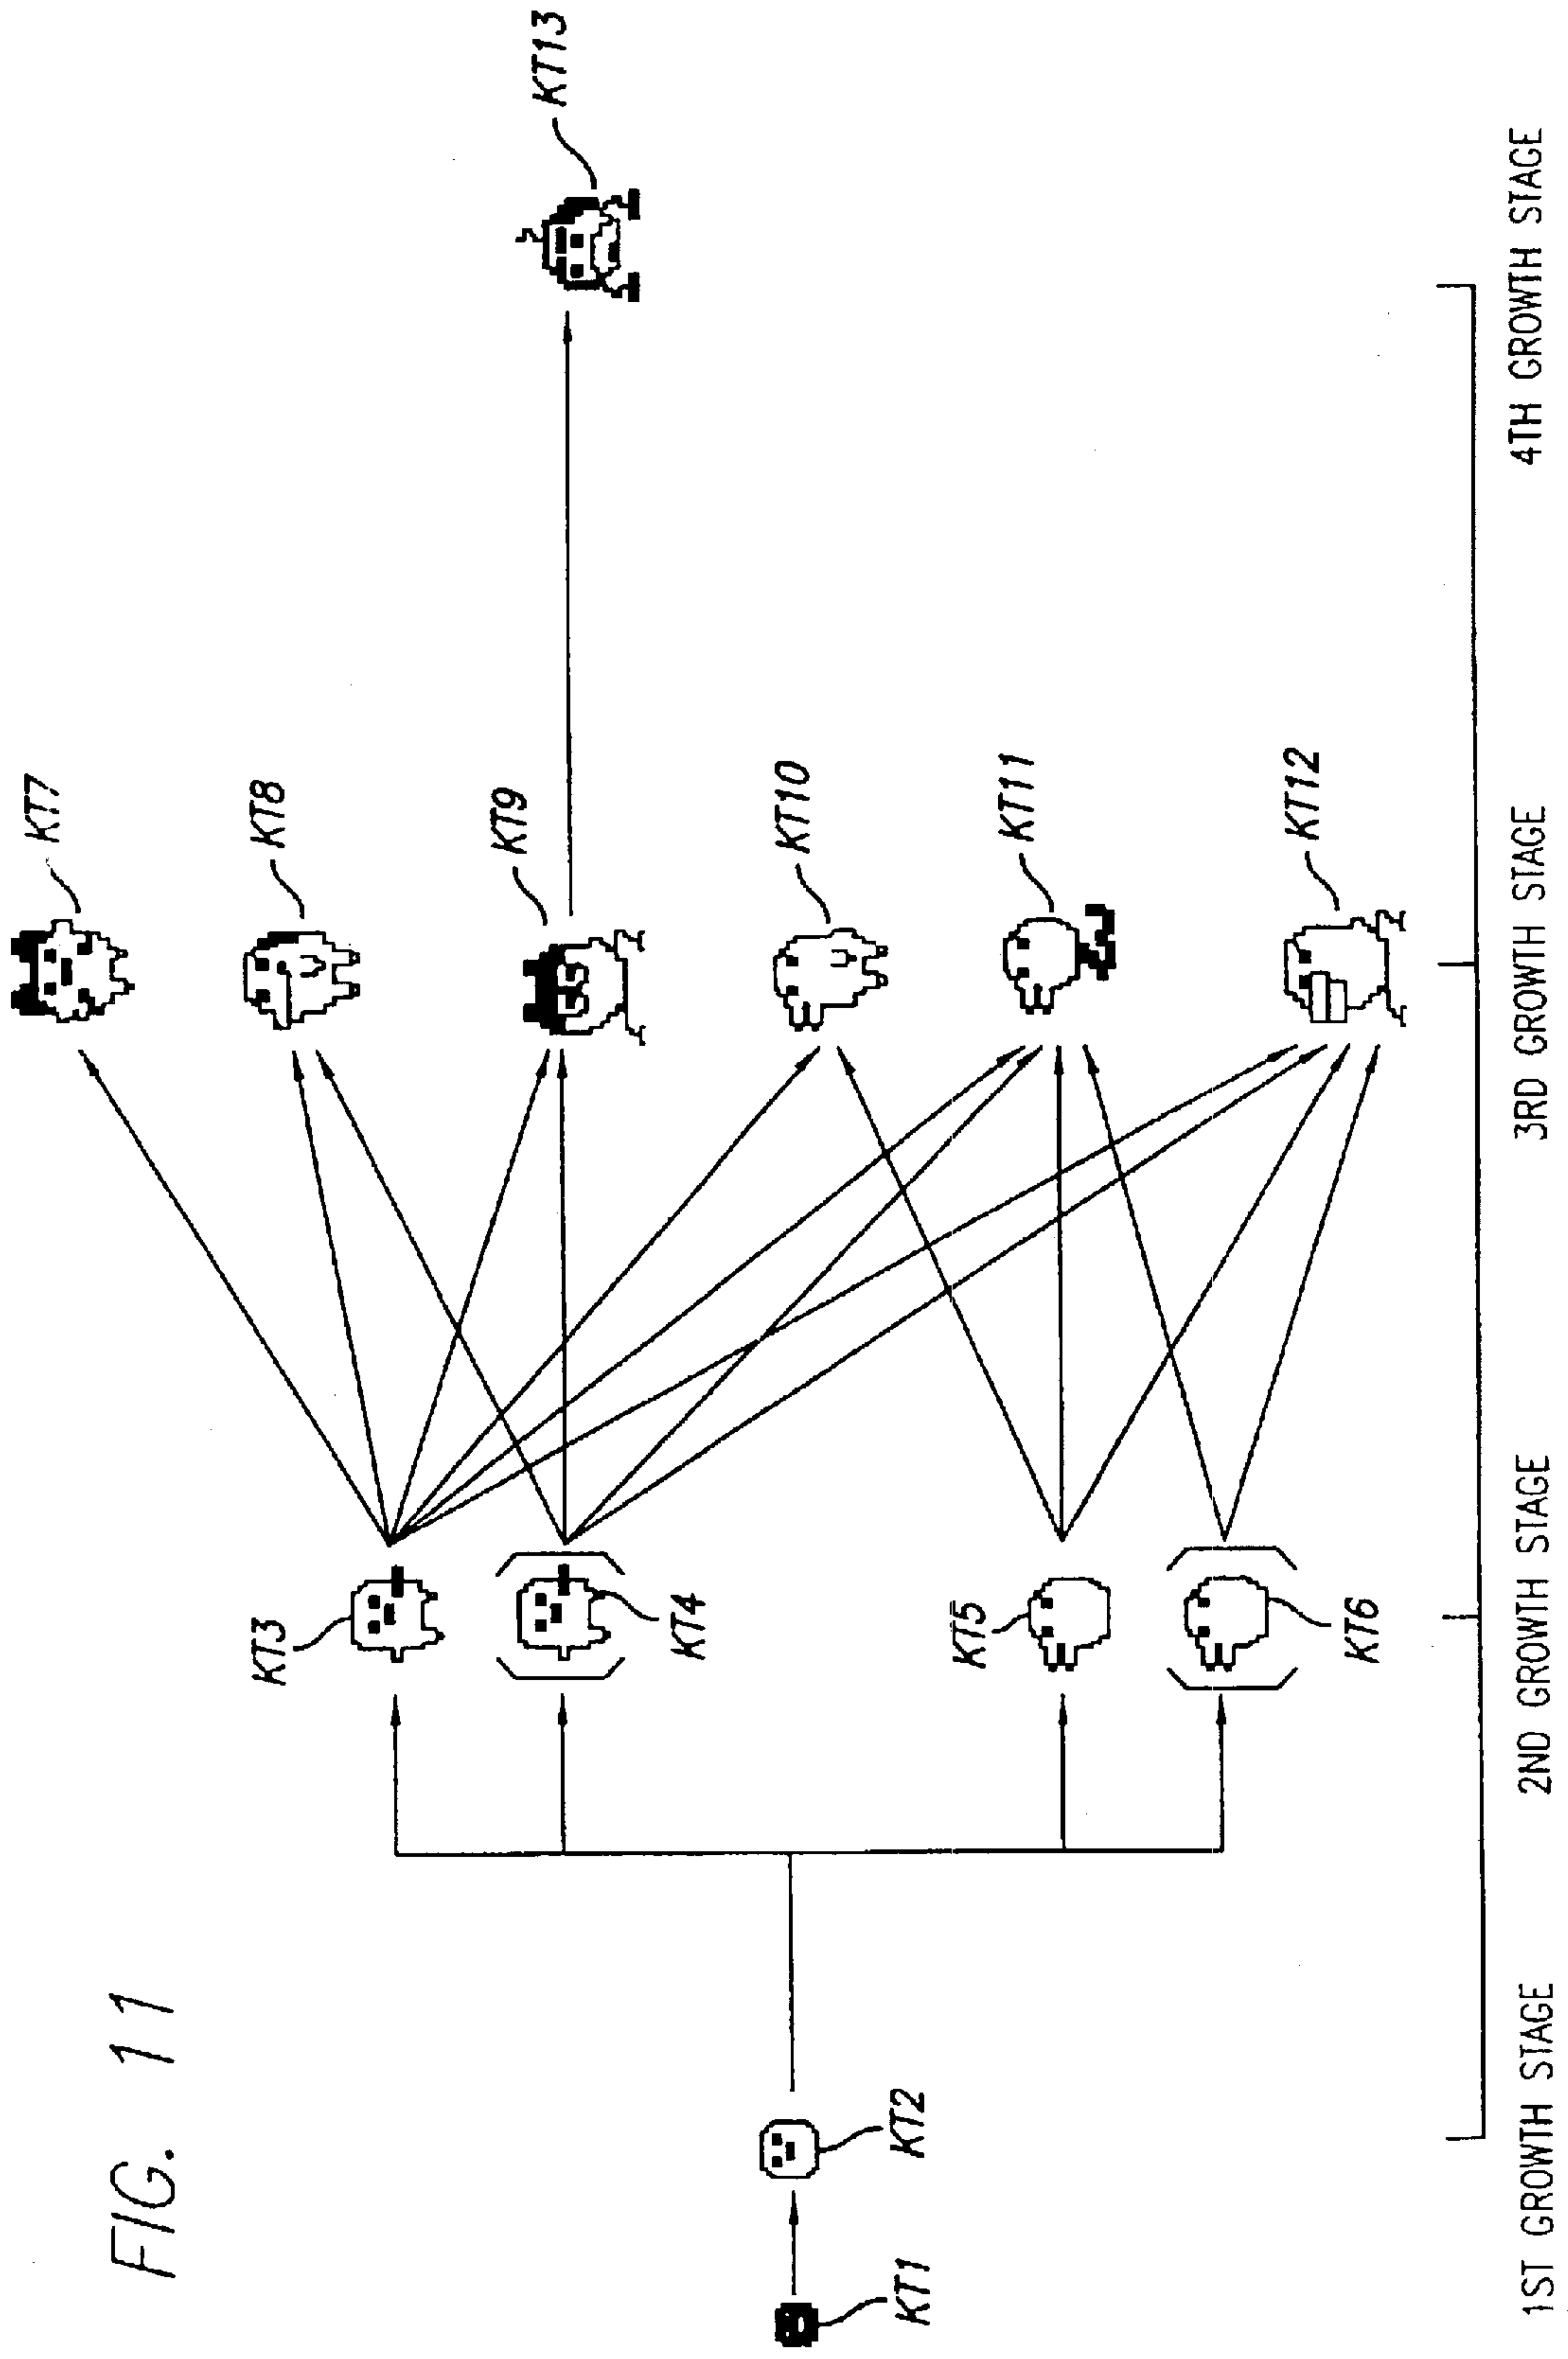 FIG. 11
KT1
KT2
KT3
KT4
KT5
KT6
KT7
KT8
KT9
KT10
KT11
KT12
KT13
1ST GROWTH STAGE
2ND GROWTH STAGE
3RD GROWTH STAGE
4TH GROWTH STAGE